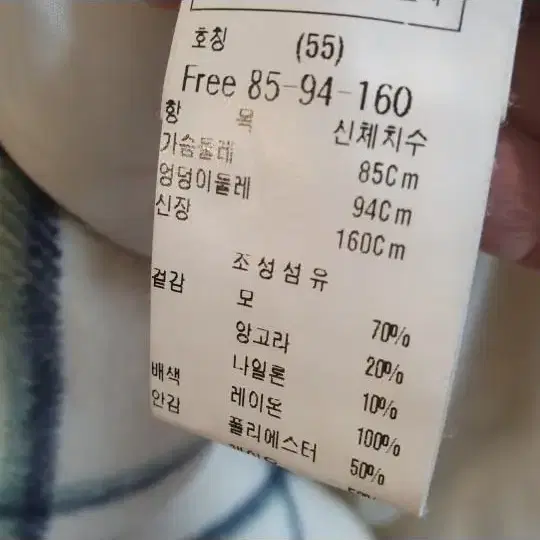 호칭 (55)
Free 85-94-160
항 목 신체치수
가슴둘레 85Cm
엉덩이둘레 94Cm
신장 160Cm
조성섬유
겉감 모 70%
앙고라 20%
나일론 10%
배색 레이온 100%
안감 폴리에스터 50%